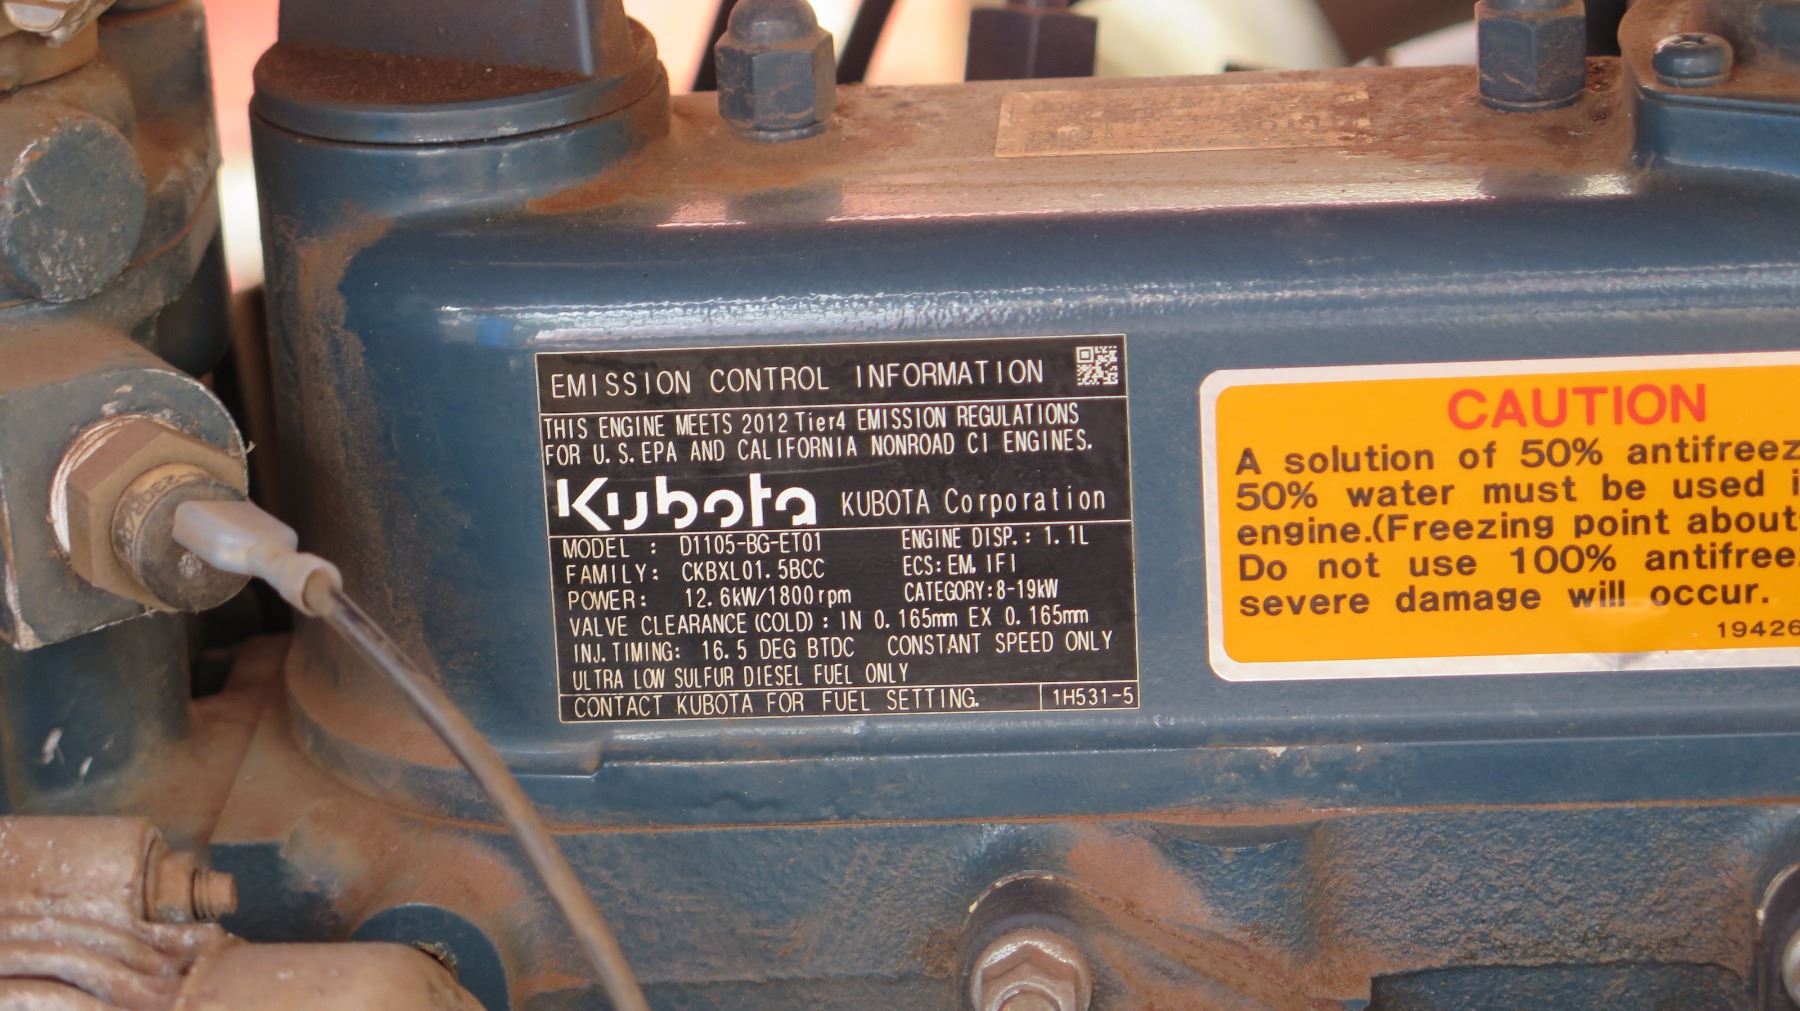 EMISSION CONTROL INFORMATION
THIS ENGINE MEETS 2012 Tier4 EMISSION REGULATIONS
FOR U.S.EPA AND CALIFORNIA NONROAD CI ENGINES.
Kubota KUBOTA Corporation
MODEL : D1105-BG-ET01 ENGINE DISP.: 1.1L
FAMILY: CKBXL01.5BCC ECS:EM, IFI
POWER: 12.6kW/1800rpm CATEGORY:8-19kW
VALVE CLEARANCE (COLD) : IN 0.165mm EX 0.165mm
INJ.TIMING: 16.5 DEG BTDC CONSTANT SPEED ONLY
ULTRA LOW SULFUR DIESEL FUEL ONLY
CONTACT KUBOTA FOR FUEL SETTING. 1H531-5
CAUTION
A solution of 50% antifreez
50% water must be used i
engine.(Freezing point about
Do not use 100% antifree
severe damage will occur.
19426